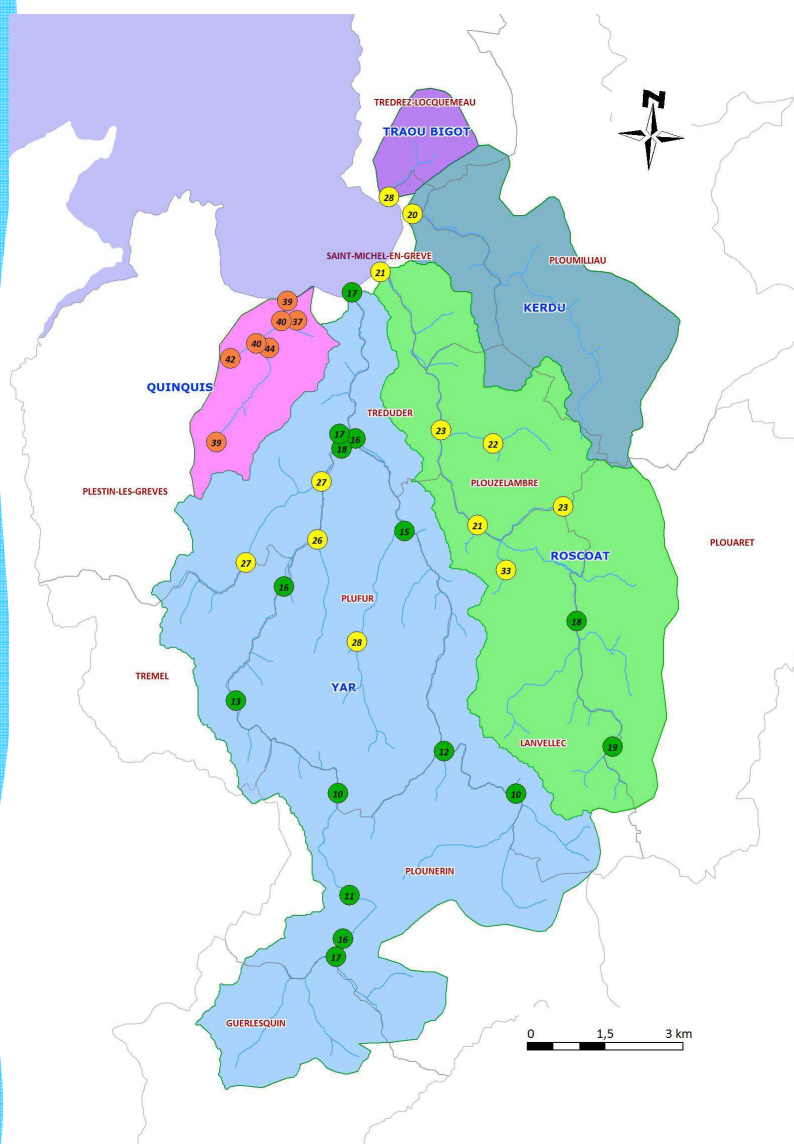 N
TREDREZ-LOCQUEMEAU
TRAOU BIGOT
28
20
SAINT-MICHEL-EN-GREVE
PLOUMILLIAU
21
17
39
40
37
KERDU
40
44
42
QUINQUIS
TREDUDER
23
17
16
18
22
39
27
PLOUZELAMBRE
PLESTIN-LES-GREVES
23
21
15
26
PLOUARET
ROSCOAT
27
33
16
PLUFUR
18
28
TREMEL
YAR
13
LANVELLEC
19
12
10
10
PLOUNERIN
11
16
17
GUERLESQUIN
0 1,5 3 km